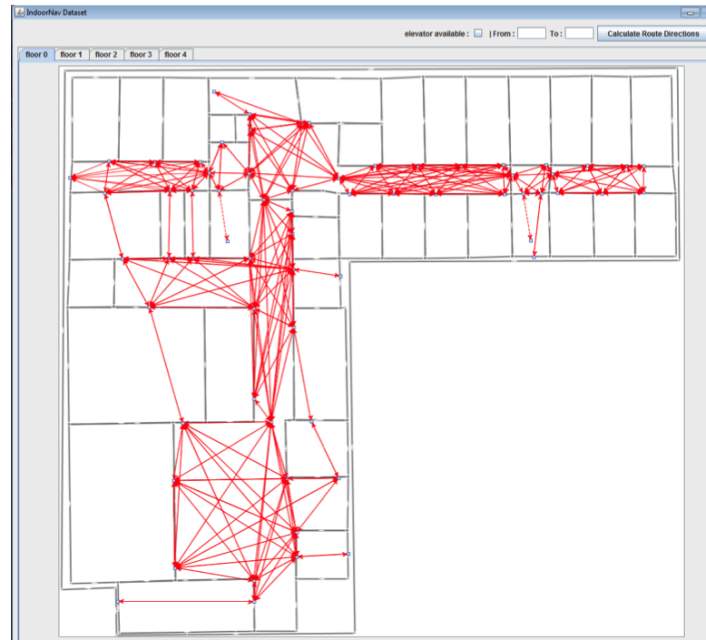 IndoorNav Dataset
elevator available : | From : To : Calculate Route Directions
floor 0 floor 1 floor 2 floor 3 floor 4